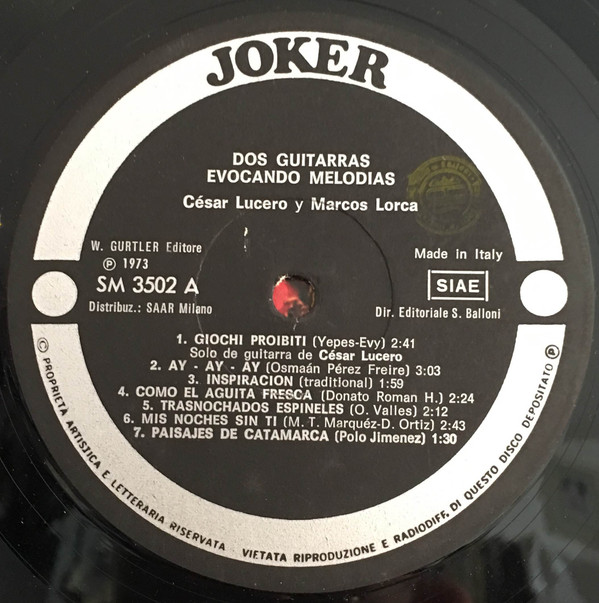 JOKER
DOS GUITARRAS
EVOCANDO MELODIAS
César Lucero y Marcos Lorca
W. GURTLER Editore
Ⓟ 1973
SM 3502 A
Distribuz.: SAAR Milano
Made in Italy
SIAE
Dir. Editoriale S. Balloni
1. GIOCHI PROIBITI (Yepes-Evy) 2:41
Solo de guitarra de César Lucero
2. AY - AY - AY (Osmaán Pérez Freire) 3:03
3. INSPIRACION (traditional) 1:59
4. COMO EL AGUITA FRESCA (Donato Roman H.) 2:24
5. TRASNOCHADOS ESPINELES (O. Valles) 2:12
6. MIS NOCHES SIN TI (M. T. Marquéz-D. Ortiz) 2:43
7. PAISAJES DE CATAMARCA (Polo Jimenez) 1:30
© PROPRIETA ARTISTICA E LETTERARIA RISERVATA VIETATA RIPRODUZIONE E RADIODIFF. DI QUESTO DISCO DEPOSITATO Ⓟ